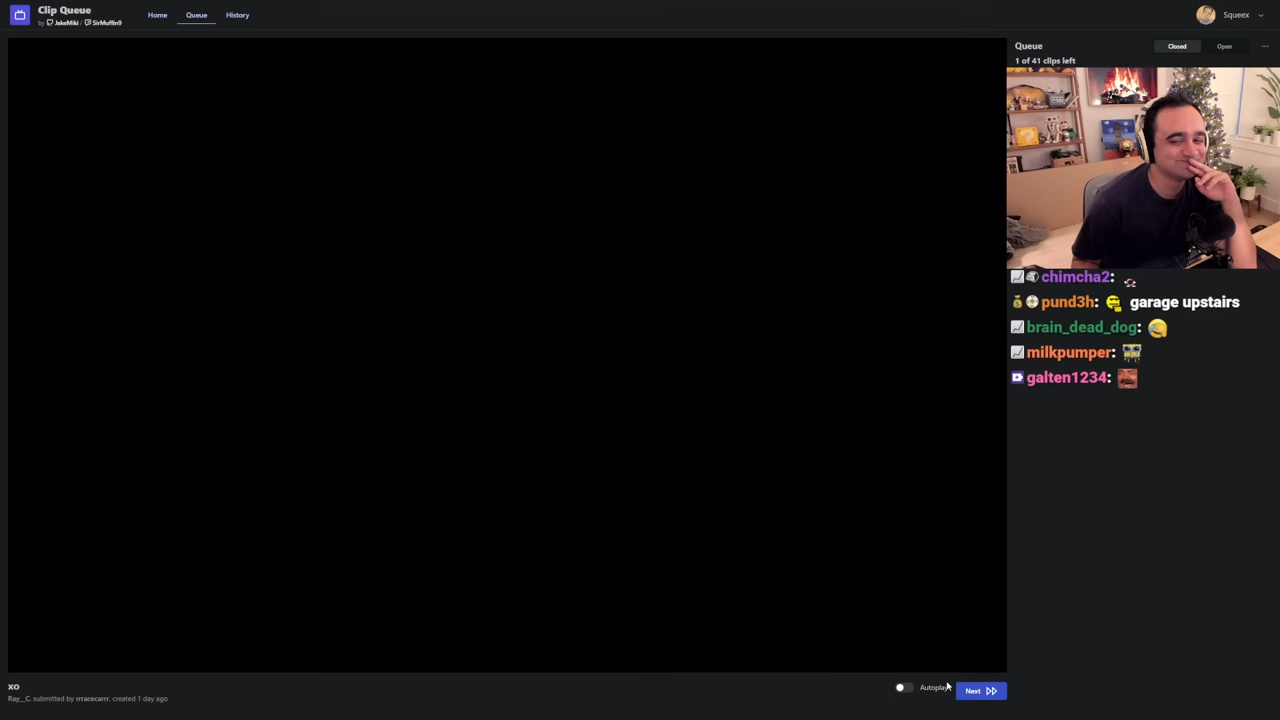 Clip Queue
by JakeMiki / SirMuffin9
Home
Queue
History
Squeex
Queue
Closed
Open
1 of 41 clips left
chimcha2:
pund3h: garage upstairs
brain_dead_dog:
milkpumper:
galten1234:
xo
Ray__C, submitted by rrracecarrr, created 1 day ago
Autoplay
Next